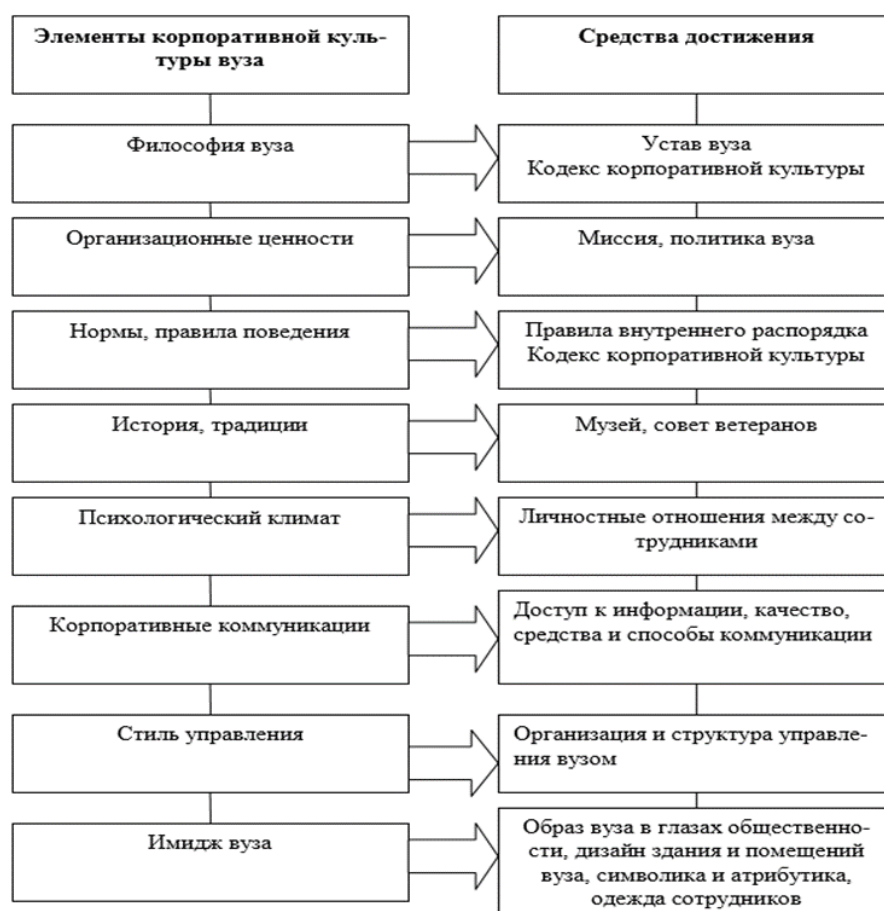 Элементы корпоративной куль-
туры вуза
Средства достижения
Философия вуза
Устав вуза
Кодекс корпоративной культуры
Организационные ценности
Миссия, политика вуза
Нормы, правила поведения
Правила внутреннего распорядка
Кодекс корпоративной культуры
История, традиции
Музей, совет ветеранов
Психологический климат
Личностные отношения между со-
трудниками
Корпоративные коммуникации
Доступ к информации, качество,
средства и способы коммуникации
Стиль управления
Организация и структура управле-
ния вузом
Имидж вуза
Образ вуза в глазах общественно-
сти, дизайн здания и помещений
вуза, символика и атрибутика,
одежда сотрудников